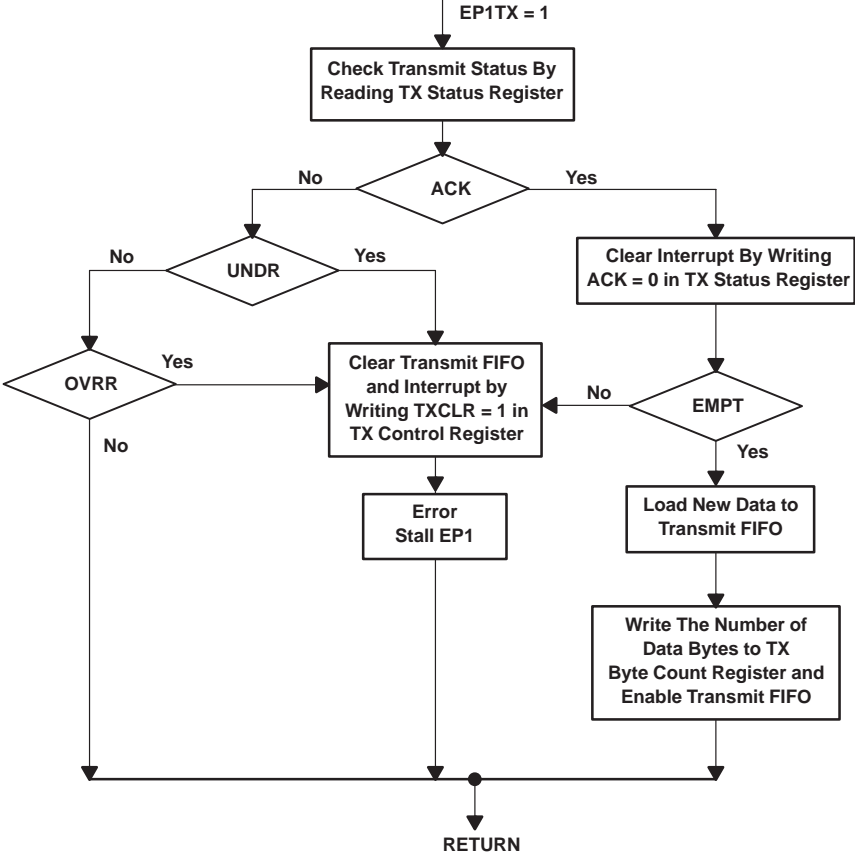 EP1TX = 1
Check Transmit Status By
Reading TX Status Register
No
ACK
Yes
No
UNDR
Yes
Clear Interrupt By Writing
ACK = 0 in TX Status Register
OVRR
Yes
No
Clear Transmit FIFO
and Interrupt by
Writing TXCLR = 1 in
TX Control Register
No
EMPT
Yes
Error
Stall EP1
Load New Data to
Transmit FIFO
Write The Number of
Data Bytes to TX
Byte Count Register and
Enable Transmit FIFO
RETURN